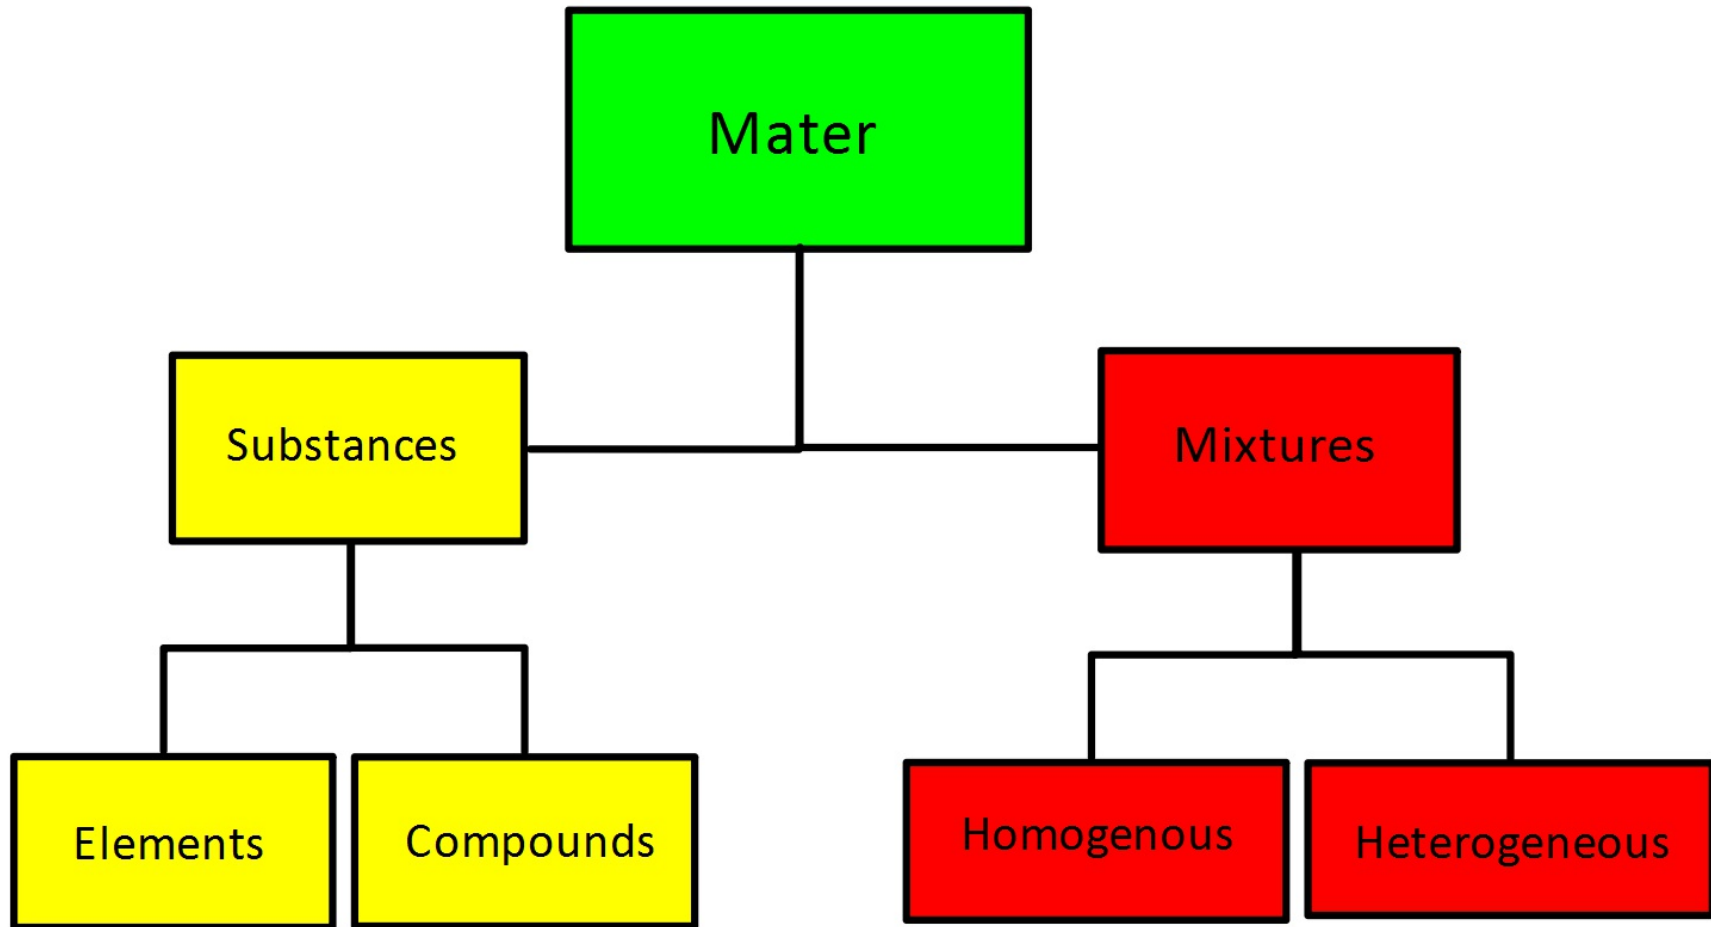 Mater
Substances
Mixtures
Elements
Compounds
Homogenous
Heterogeneous